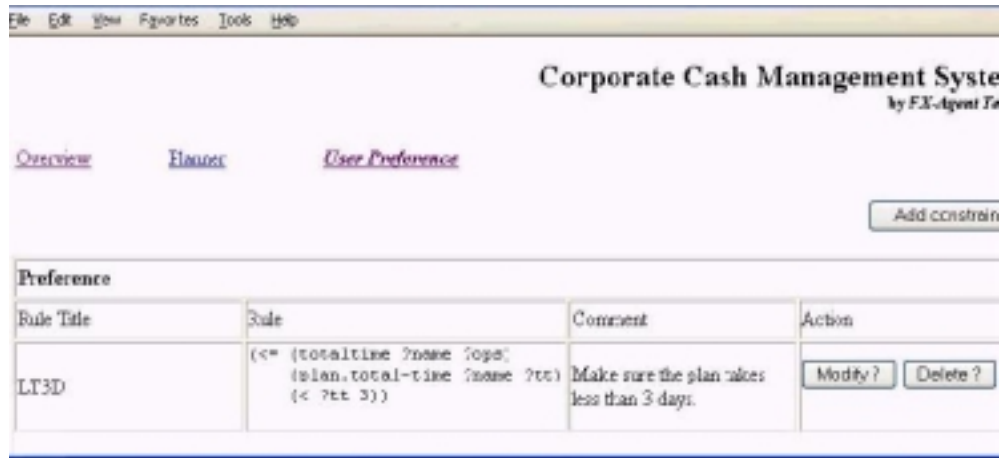 File Edit View Favortes Tools Help
Corporate Cash Management Syste
by FX-Agent Te
Overview Planner User Preference
Add constrain
Preference
Rule Title Rule Comment Action
LT3D
(<= (totaltime ?name ?ops)
(plan.total-time ?name ?tt)
(< ?tt 3))
Make sure the plan takes
less than 3 days.
Modify ? Delete ?